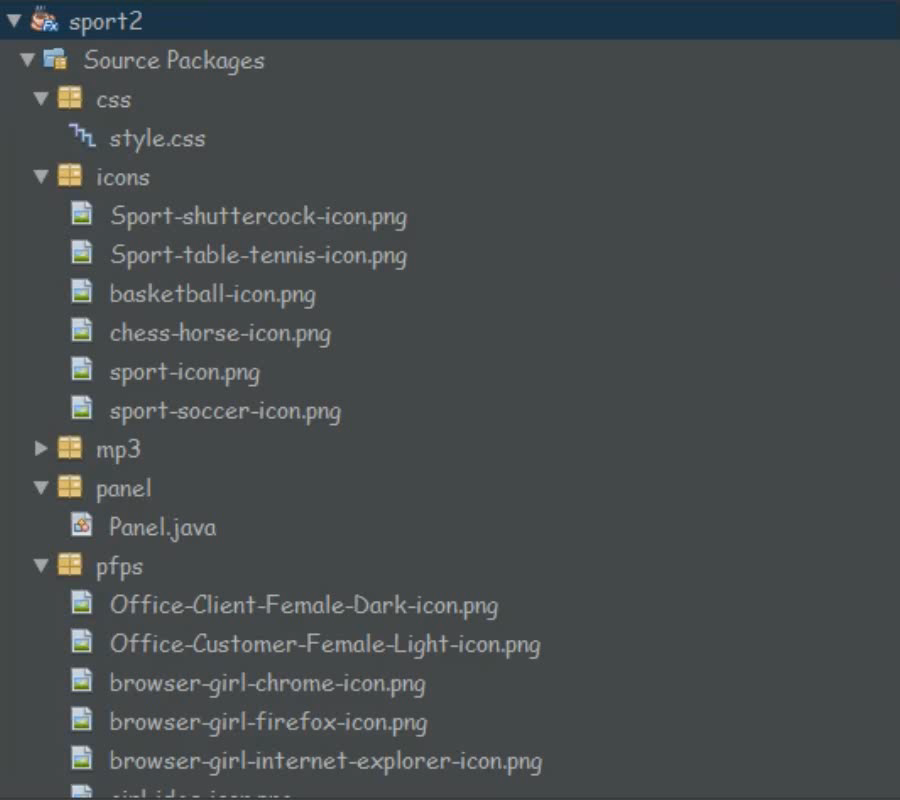 sport2
Source Packages
css
style.css
icons
Sport-shuttercock-icon.png
Sport-table-tennis-icon.png
basketball-icon.png
chess-horse-icon.png
sport-icon.png
sport-soccer-icon.png
mp3
panel
Panel.java
pfps
Office-Client-Female-Dark-icon.png
Office-Customer-Female-Light-icon.png
browser-girl-chrome-icon.png
browser-girl-firefox-icon.png
browser-girl-internet-explorer-icon.png